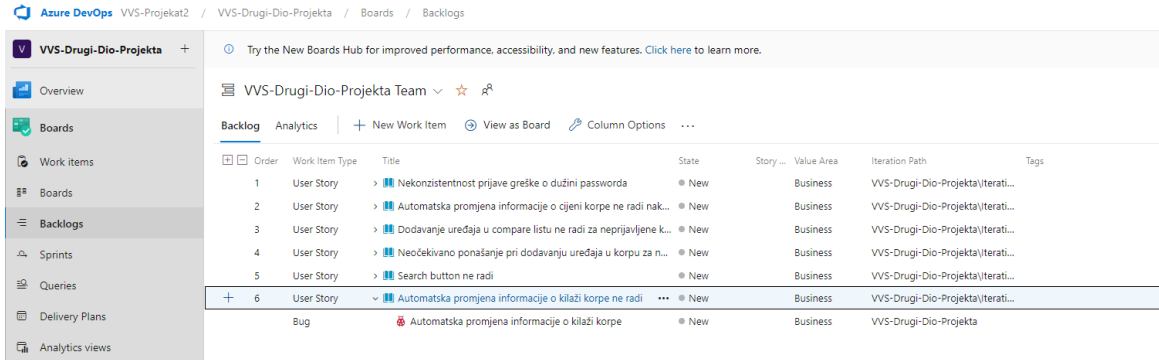 Azure DevOps VVS-Projekat2 / VVS-Drugi-Dio-Projekta / Boards / Backlogs
V VVS-Drugi-Dio-Projekta +
Try the New Boards Hub for improved performance, accessibility, and new features. Click here to learn more.
Overview
VVS-Drugi-Dio-Projekta Team
Boards
Backlog Analytics + New Work Item View as Board Column Options ...
Work items
Order Work Item Type Title State Story ... Value Area Iteration Path Tags
1 User Story > Nekonzistentnost prijave greške o dužini passworda New Business VVS-Drugi-Dio-Projekta\Iterati...
Boards
2 User Story > Automatska promjena informacije o cijeni korpe ne radi nak... New Business VVS-Drugi-Dio-Projekta\Iterati...
Backlogs
3 User Story > Dodavanje uređaja u compare listu ne radi za neprijavljene k... New Business VVS-Drugi-Dio-Projekta\Iterati...
Sprints
4 User Story > Neočekivano ponašanje pri dodavanju uređaja u korpu za n... New Business VVS-Drugi-Dio-Projekta\Iterati...
5 User Story > Search button ne radi New Business VVS-Drugi-Dio-Projekta\Iterati...
Queries
+ 6 User Story Automatska promjena informacije o kilaži korpe ne radi ... New Business VVS-Drugi-Dio-Projekta\Iterati...
Delivery Plans
Bug Automatska promjena informacije o kilaži korpe New Business VVS-Drugi-Dio-Projekta
Analytics views